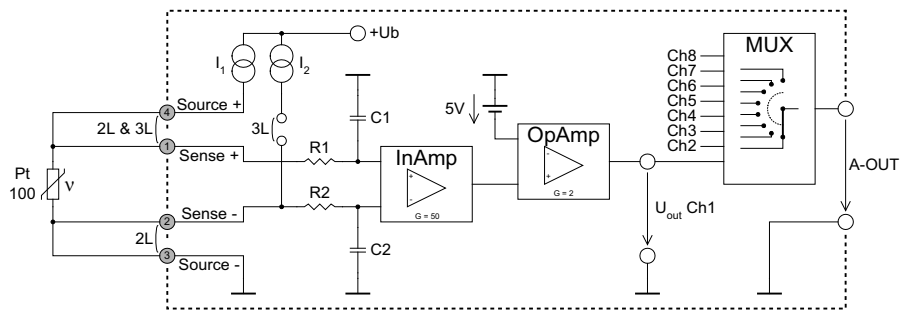 +Ub
MUX
I1
I2
Ch8
Ch7
Ch6
Ch5
Ch4
Ch3
Ch2
4
Source +
5V
2L & 3L
3L
C1
OpAmp
-
+
G = 2
1
Sense +
R1
InAmp
+
-
G = 50
A-OUT
Pt
100
ν
2
Sense -
R2
Uout Ch1
2L
3
Source -
C2